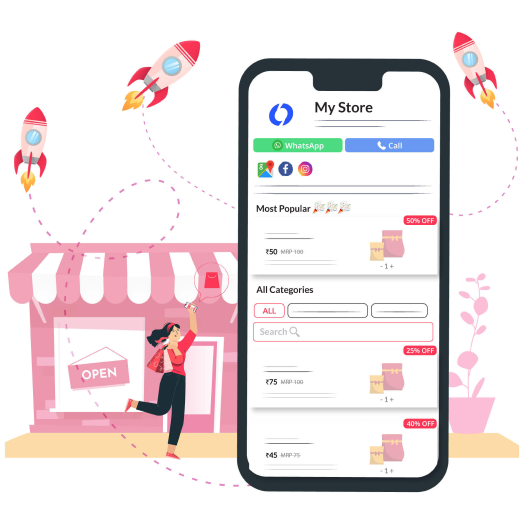 My Store
WhatsApp
Call
Most Popular
50% OFF
₹50 MRP 100
- 1 +
All Categories
ALL
Search
25% OFF
₹75 MRP 100
- 1 +
40% OFF
₹45 MRP 75
- 1 +
OPEN